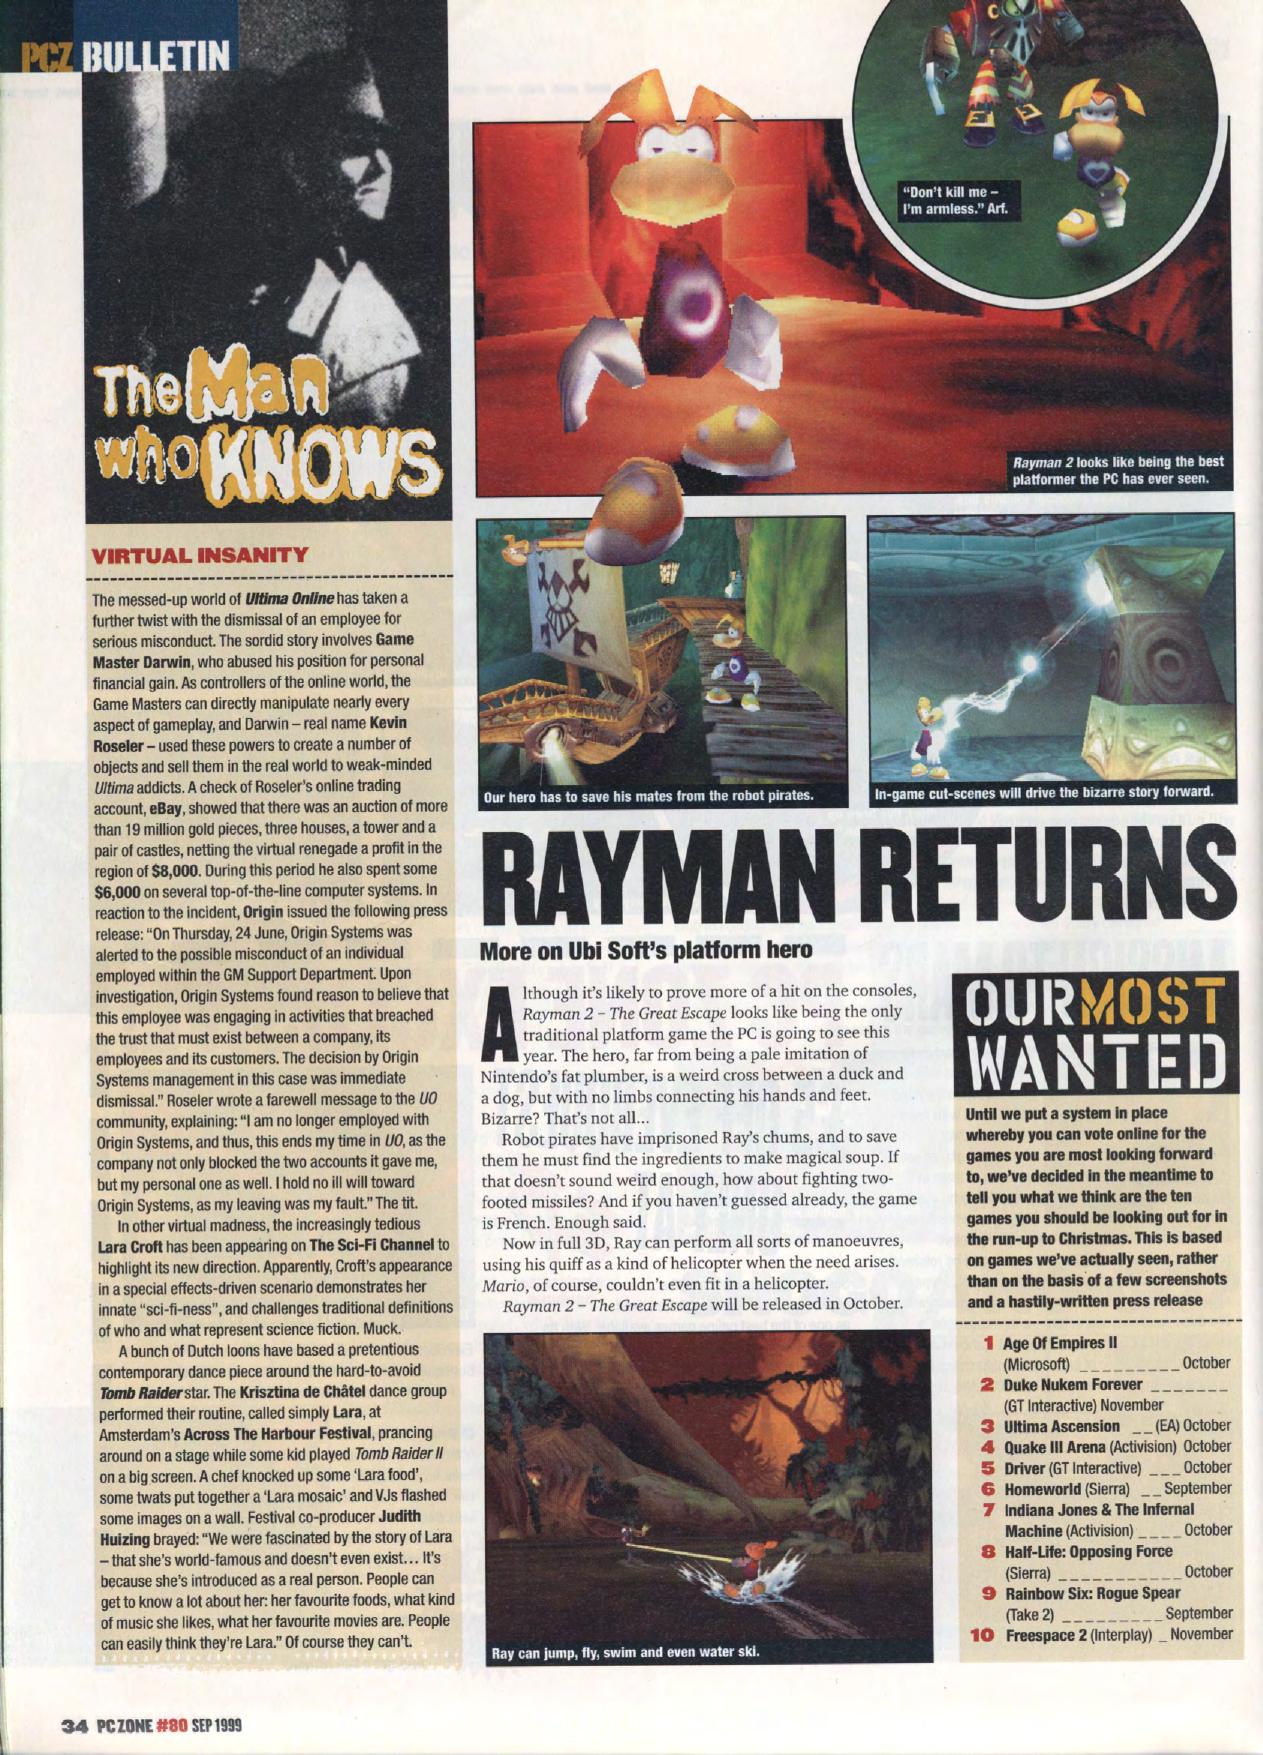 PCZ BULLETIN
The Man
who KNOWS
VIRTUAL INSANITY
The messed-up world of Ultima Online has taken a
further twist with the dismissal of an employee for
serious misconduct. The sordid story involves Game
Master Darwin, who abused his position for personal
financial gain. As controllers of the online world, the
Game Masters can directly manipulate nearly every
aspect of gameplay, and Darwin – real name Kevin
Roseler – used these powers to create a number of
objects and sell them in the real world to weak-minded
Ultima addicts. A check of Roseler's online trading
account, eBay, showed that there was an auction of more
than 19 million gold pieces, three houses, a tower and a
pair of castles, netting the virtual renegade a profit in the
region of $8,000. During this period he also spent some
$6,000 on several top-of-the-line computer systems. In
reaction to the incident, Origin issued the following press
release: "On Thursday, 24 June, Origin Systems was
alerted to the possible misconduct of an individual
employed within the GM Support Department. Upon
investigation, Origin Systems found reason to believe that
this employee was engaging in activities that breached
the trust that must exist between a company, its
employees and its customers. The decision by Origin
Systems management in this case was immediate
dismissal." Roseler wrote a farewell message to the UO
community, explaining: "I am no longer employed with
Origin Systems, and thus, this ends my time in UO, as the
company not only blocked the two accounts it gave me,
but my personal one as well. I hold no ill will toward
Origin Systems, as my leaving was my fault." The tit.
In other virtual madness, the increasingly tedious
Lara Croft has been appearing on The Sci-Fi Channel to
highlight its new direction. Apparently, Croft's appearance
in a special effects-driven scenario demonstrates her
innate "sci-fi-ness", and challenges traditional definitions
of who and what represent science fiction. Muck.
A bunch of Dutch loons have based a pretentious
contemporary dance piece around the hard-to-avoid
Tomb Raider star. The Krisztina de Châtel dance group
performed their routine, called simply Lara, at
Amsterdam's Across The Harbour Festival, prancing
around on a stage while some kid played Tomb Raider II
on a big screen. A chef knocked up some 'Lara food',
some twats put together a 'Lara mosaic' and VJs flashed
some images on a wall. Festival co-producer Judith
Huizing brayed: "We were fascinated by the story of Lara
– that she's world-famous and doesn't even exist... It's
because she's introduced as a real person. People can
get to know a lot about her: her favourite foods, what kind
of music she likes, what her favourite movies are. People
can easily think they're Lara." Of course they can't.
"Don't kill me –
I'm armless." Arf.
Rayman 2 looks like being the best
platformer the PC has ever seen.
Our hero has to save his mates from the robot pirates.
In-game cut-scenes will drive the bizarre story forward.
RAYMAN RETURNS
More on Ubi Soft's platform hero
Although it's likely to prove more of a hit on the consoles,
Rayman 2 – The Great Escape looks like being the only
traditional platform game the PC is going to see this
year. The hero, far from being a pale imitation of
Nintendo's fat plumber, is a weird cross between a duck and
a dog, but with no limbs connecting his hands and feet.
Bizarre? That's not all...
Robot pirates have imprisoned Ray's chums, and to save
them he must find the ingredients to make magical soup. If
that doesn't sound weird enough, how about fighting two-
footed missiles? And if you haven't guessed already, the game
is French. Enough said.
Now in full 3D, Ray can perform all sorts of manoeuvres,
using his quiff as a kind of helicopter when the need arises.
Mario, of course, couldn't even fit in a helicopter.
Rayman 2 – The Great Escape will be released in October.
Ray can jump, fly, swim and even water ski.
OUR MOST
WANTED
Until we put a system in place
whereby you can vote online for the
games you are most looking forward
to, we've decided in the meantime to
tell you what we think are the ten
games you should be looking out for in
the run-up to Christmas. This is based
on games we've actually seen, rather
than on the basis of a few screenshots
and a hastily-written press release
1 Age Of Empires II
(Microsoft) _________ October
2 Duke Nukem Forever _______
(GT Interactive) November
3 Ultima Ascension __ (EA) October
4 Quake III Arena (Activision) October
5 Driver (GT Interactive) ___ October
6 Homeworld (Sierra) __ September
7 Indiana Jones & The Infernal
Machine (Activision) ____ October
8 Half-Life: Opposing Force
(Sierra) ___________ October
9 Rainbow Six: Rogue Spear
(Take 2) _________ September
10 Freespace 2 (Interplay) _ November
34 PC ZONE #80 SEP 1999